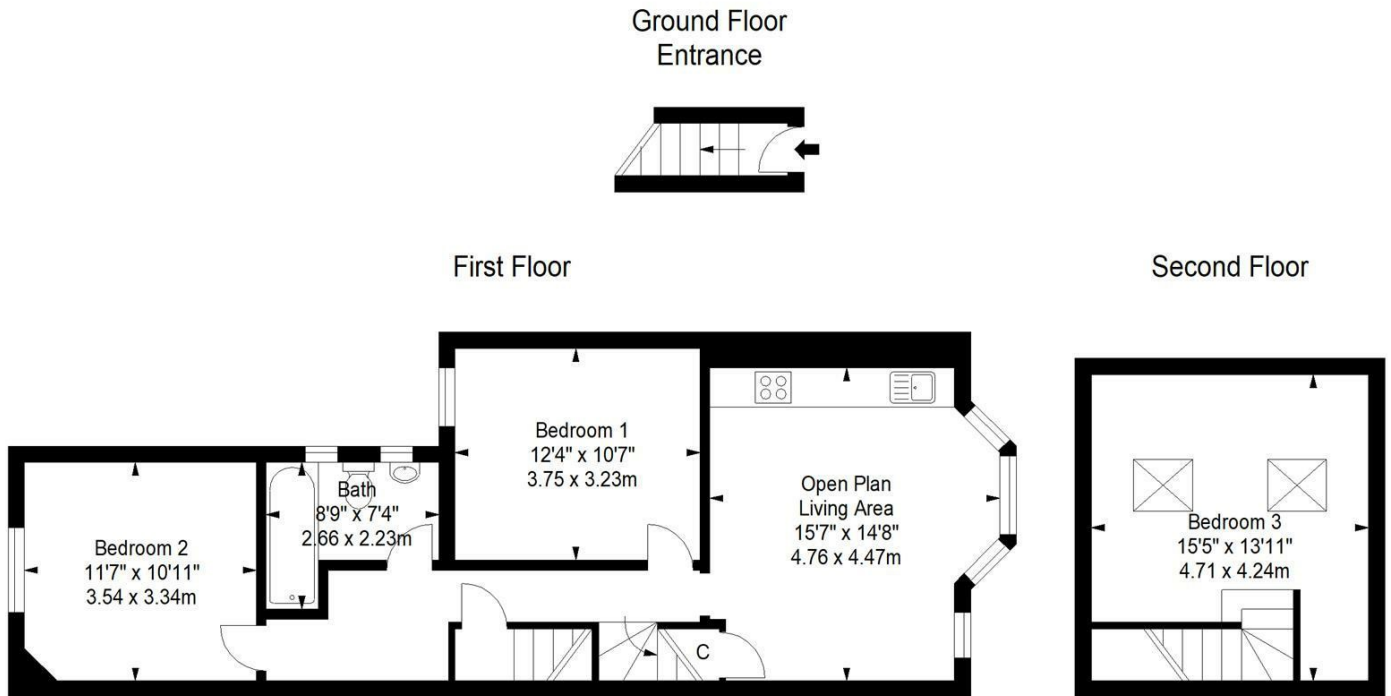 Ground Floor
Entrance
First Floor
Second Floor
Bedroom 1
12'4" x 10'7"
3.75 x 3.23m
Bath
8'9" x 7'4"
2.66 x 2.23m
Open Plan
Living Area
15'7" x 14'8"
4.76 x 4.47m
Bedroom 2
11'7" x 10'11"
3.54 x 3.34m
Bedroom 3
15'5" x 13'11"
4.71 x 4.24m
C